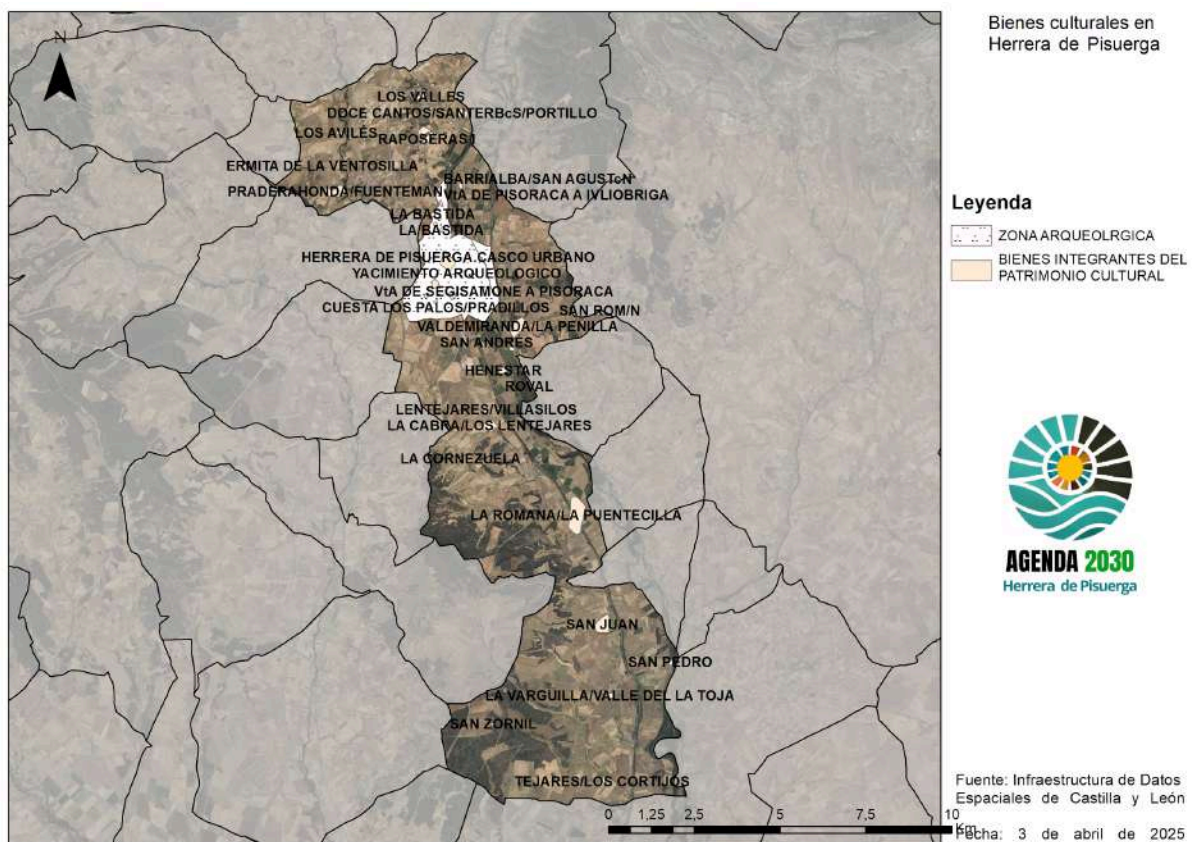 Bienes culturales en
Herrera de Pisuerga
N
LOS VALLES
DOCE CANTOS/SANTERBcS/PORTILLO
LOS AVILÉS
RAPOSERAS1
ERMITA DE LA VENTOSILLA
BARRIALBA/SAN AGUSTcN
PRADERAHONDA/FUENTEMAN
VtA DE PISORACA A IVLIOBRIGA
LA BASTIDA
LA BASTIDA
HERRERA DE PISUERGA.CASCO URBANO
YACIMIENTO ARQUEOLOGICO
VtA DE SEGISAMONE A PISORACA
CUESTA LOS PALOS/PRADILLOS
SAN ROM/N
VALDEMIRANDA/LA PENILLA
SAN ANDRÉS
HENESTAR
ROVAL
LENTEJARES/VILLASILOS
LA CABRA/LOS LENTEJARES
LA CORNEZUELA
LA ROMANA/LA PUENTECILLA
SAN JUAN
SAN PEDRO
LA VARGUILLA/VALLE DEL LA TOJA
SAN ZORNIL
TEJARES/LOS CORTIJOS
0 1,25 2,5 5 7,5 10
Km
Leyenda
ZONA ARQUEOLRGICA
BIENES INTEGRANTES DEL
PATRIMONIO CULTURAL
AGENDA 2030
Herrera de Pisuerga
Fuente: Infraestructura de Datos
Espaciales de Castilla y León
Fecha: 3 de abril de 2025